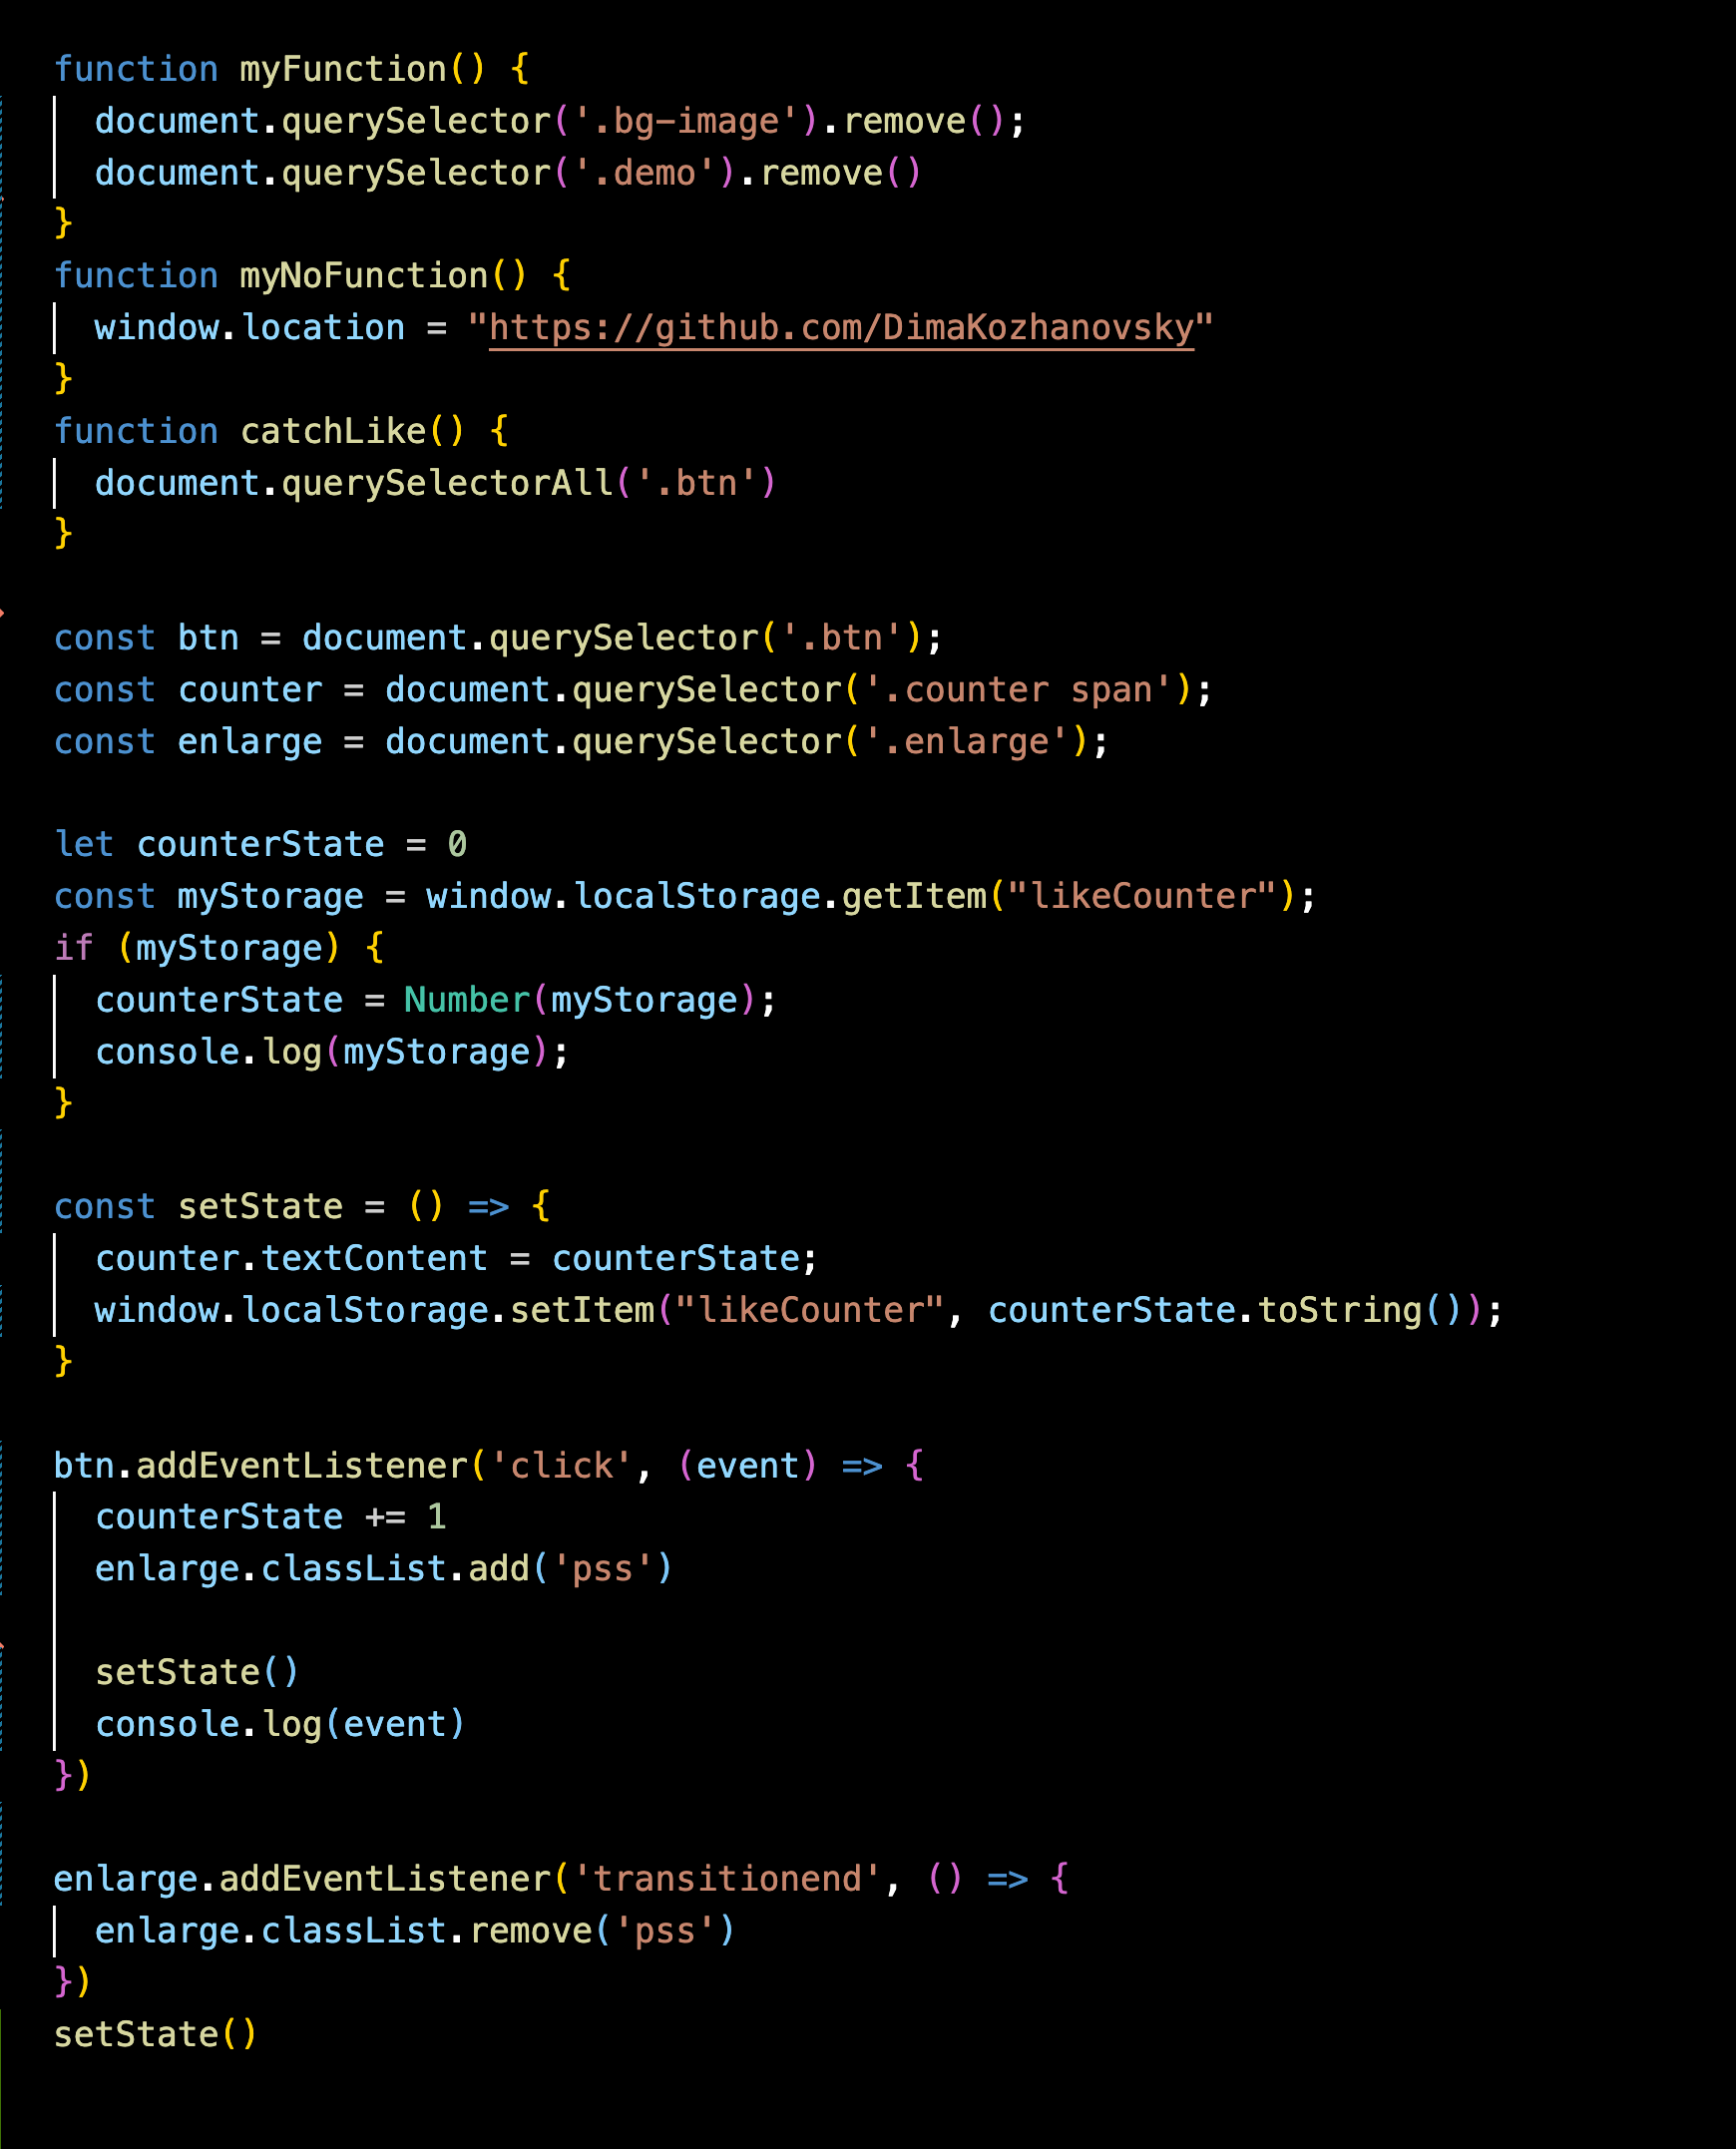 function myFunction() {
  document.querySelector('.bg-image').remove();
  document.querySelector('.demo').remove()
}
function myNoFunction() {
  window.location = "https://github.com/DimaKozhanovsky"
}
function catchLike() {
  document.querySelectorAll('.btn')
}

const btn = document.querySelector('.btn');
const counter = document.querySelector('.counter span');
const enlarge = document.querySelector('.enlarge');

let counterState = 0
const myStorage = window.localStorage.getItem("likeCounter");
if (myStorage) {
  counterState = Number(myStorage);
  console.log(myStorage);
}

const setState = () => {
  counter.textContent = counterState;
  window.localStorage.setItem("likeCounter", counterState.toString());
}

btn.addEventListener('click', (event) => {
  counterState += 1
  enlarge.classList.add('pss')

  setState()
  console.log(event)
})

enlarge.addEventListener('transitionend', () => {
  enlarge.classList.remove('pss')
})
setState()